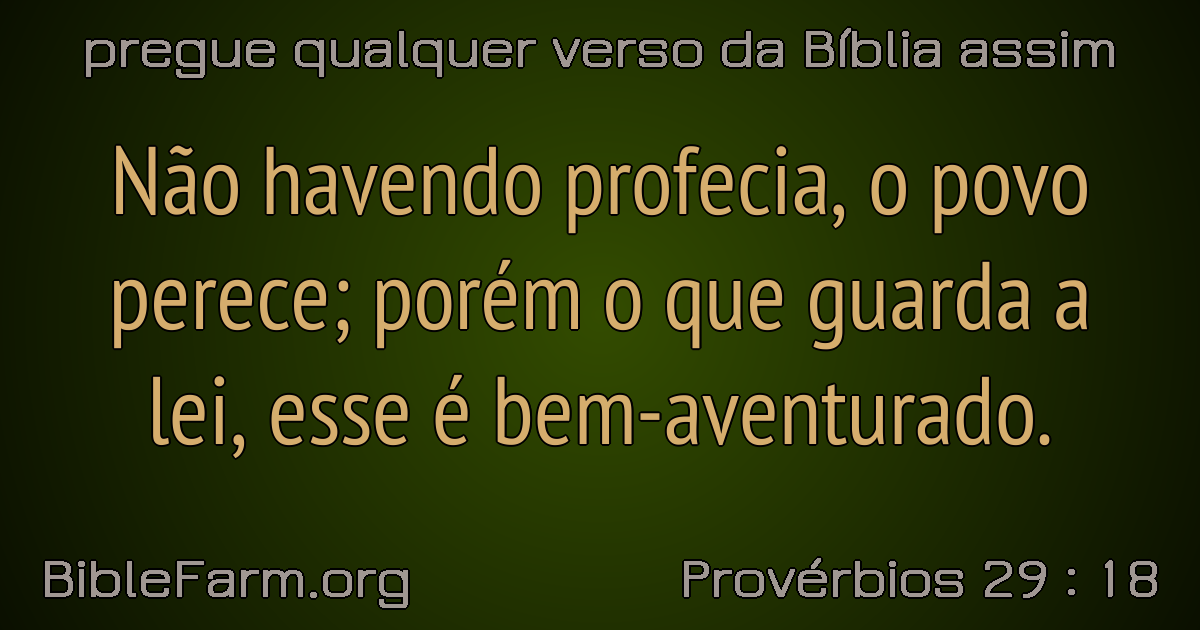 pregue qualquer verso da Bíblia assim
Não havendo profecia, o povo
perece; porém o que guarda a
lei, esse é bem-aventurado.
BibleFarm.org
Provérbios 29 : 18